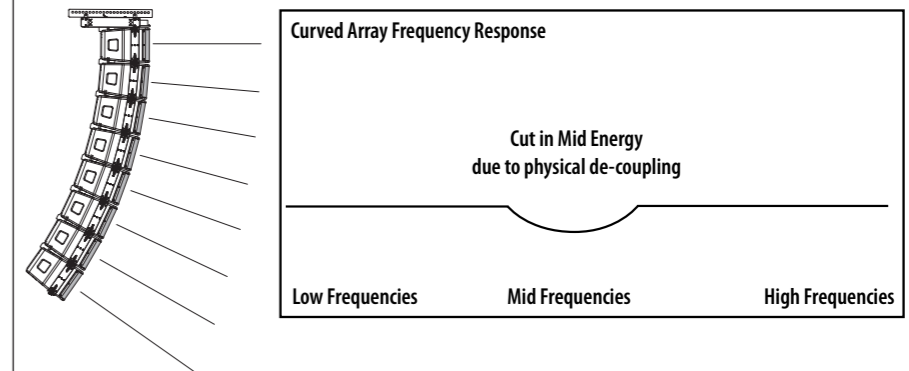 Curved Array Frequency Response
Cut in Mid Energy
due to physical de-coupling
Low Frequencies
Mid Frequencies
High Frequencies